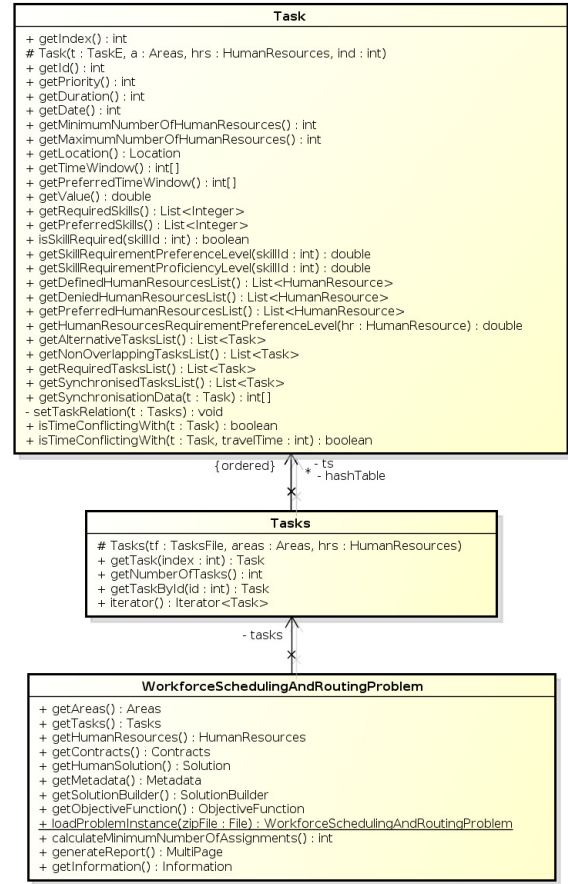 Task
+ getIndex() : int
# Task(t : TaskE, a : Areas, hrs : HumanResources, ind : int)
+ getId() : int
+ getPriority() : int
+ getDuration() : int
+ getDate() : int
+ getMinimumNumberOfHumanResources() : int
+ getMaximumNumberOfHumanResources() : int
+ getLocation() : Location
+ getTimeWindow() : int[]
+ getPreferredTimeWindow() : int[]
+ getValue() : double
+ getRequiredSkills() : List<Integer>
+ getPreferredSkills() : List<Integer>
+ isSkillRequired(skillId : int) : boolean
+ getSkillRequirementPreferenceLevel(skillId : int) : double
+ getSkillRequirementProficiencyLevel(skillId : int) : double
+ getDefinedHumanResourcesList() : List<HumanResource>
+ getDeniedHumanResourcesList() : List<HumanResource>
+ getPreferredHumanResourcesList() : List<HumanResource>
+ getHumanResourcesRequirementPreferenceLevel(hr : HumanResource) : double
+ getAlternativeTasksList() : List<Task>
+ getNonOverlappingTasksList() : List<Task>
+ getRequiredTasksList() : List<Task>
+ getSynchronisedTasksList() : List<Task>
+ getSynchronisationData(t : Task) : int[]
- setTaskRelation(t : Tasks) : void
+ isTimeConflictingWith(t : Task) : boolean
+ isTimeConflictingWith(t : Task, travelTime : int) : boolean
{ordered} * - ts
- hashTable
Tasks
# Tasks(tf : TasksFile, areas : Areas, hrs : HumanResources)
+ getTask(index : int) : Task
+ getNumberOfTasks() : int
+ getTaskById(id : int) : Task
+ iterator() : Iterator<Task>
- tasks
WorkforceSchedulingAndRoutingProblem
+ getAreas() : Areas
+ getTasks() : Tasks
+ getHumanResources() : HumanResources
+ getContracts() : Contracts
+ getHumanSolution() : Solution
+ getMetadata() : Metadata
+ getSolutionBuilder() : SolutionBuilder
+ getObjectiveFunction() : ObjectiveFunction
+ loadProblemInstance(zipFile : File) : WorkforceSchedulingAndRoutingProblem
+ calculateMinimumNumberOfAssignments() : int
+ generateReport() : MultiPage
+ getInformation() : Information